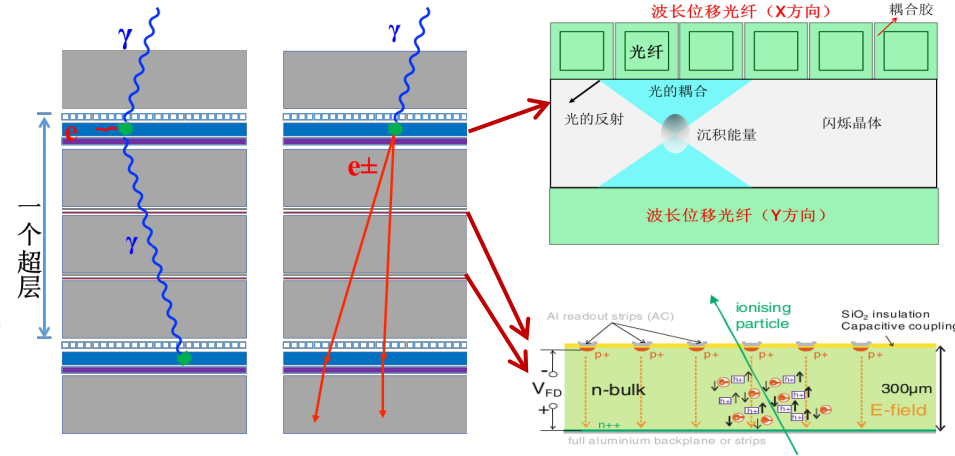 γ
e
γ
一个超层
γ
e±
波长位移光纤（X方向）
耦合胶
光纤
光的耦合
光的反射
沉积能量
闪烁晶体
波长位移光纤（Y方向）
ionising
particle
Al readout strips (AC)
SiO₂ insulation
Capacitive coupling
p+ p+ p+ p+ p+ p+
-
V_FD
+
n-bulk
h+
h+
h+
h+
h+
300μm
E-field
n++
full aluminium backplane or strips